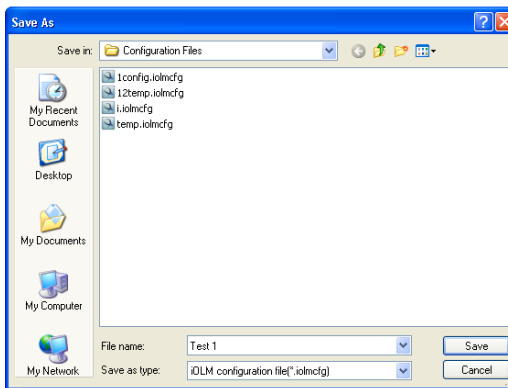 Save As
Save in: Configuration Files
1config.iolmcfg
12temp.iolmcfg
i.iolmcfg
temp.iolmcfg
My Recent
Documents
Desktop
My Documents
My Computer
My Network
File name: Test 1 Save
Save as type: iOLM configuration file(*.iolmcfg) Cancel